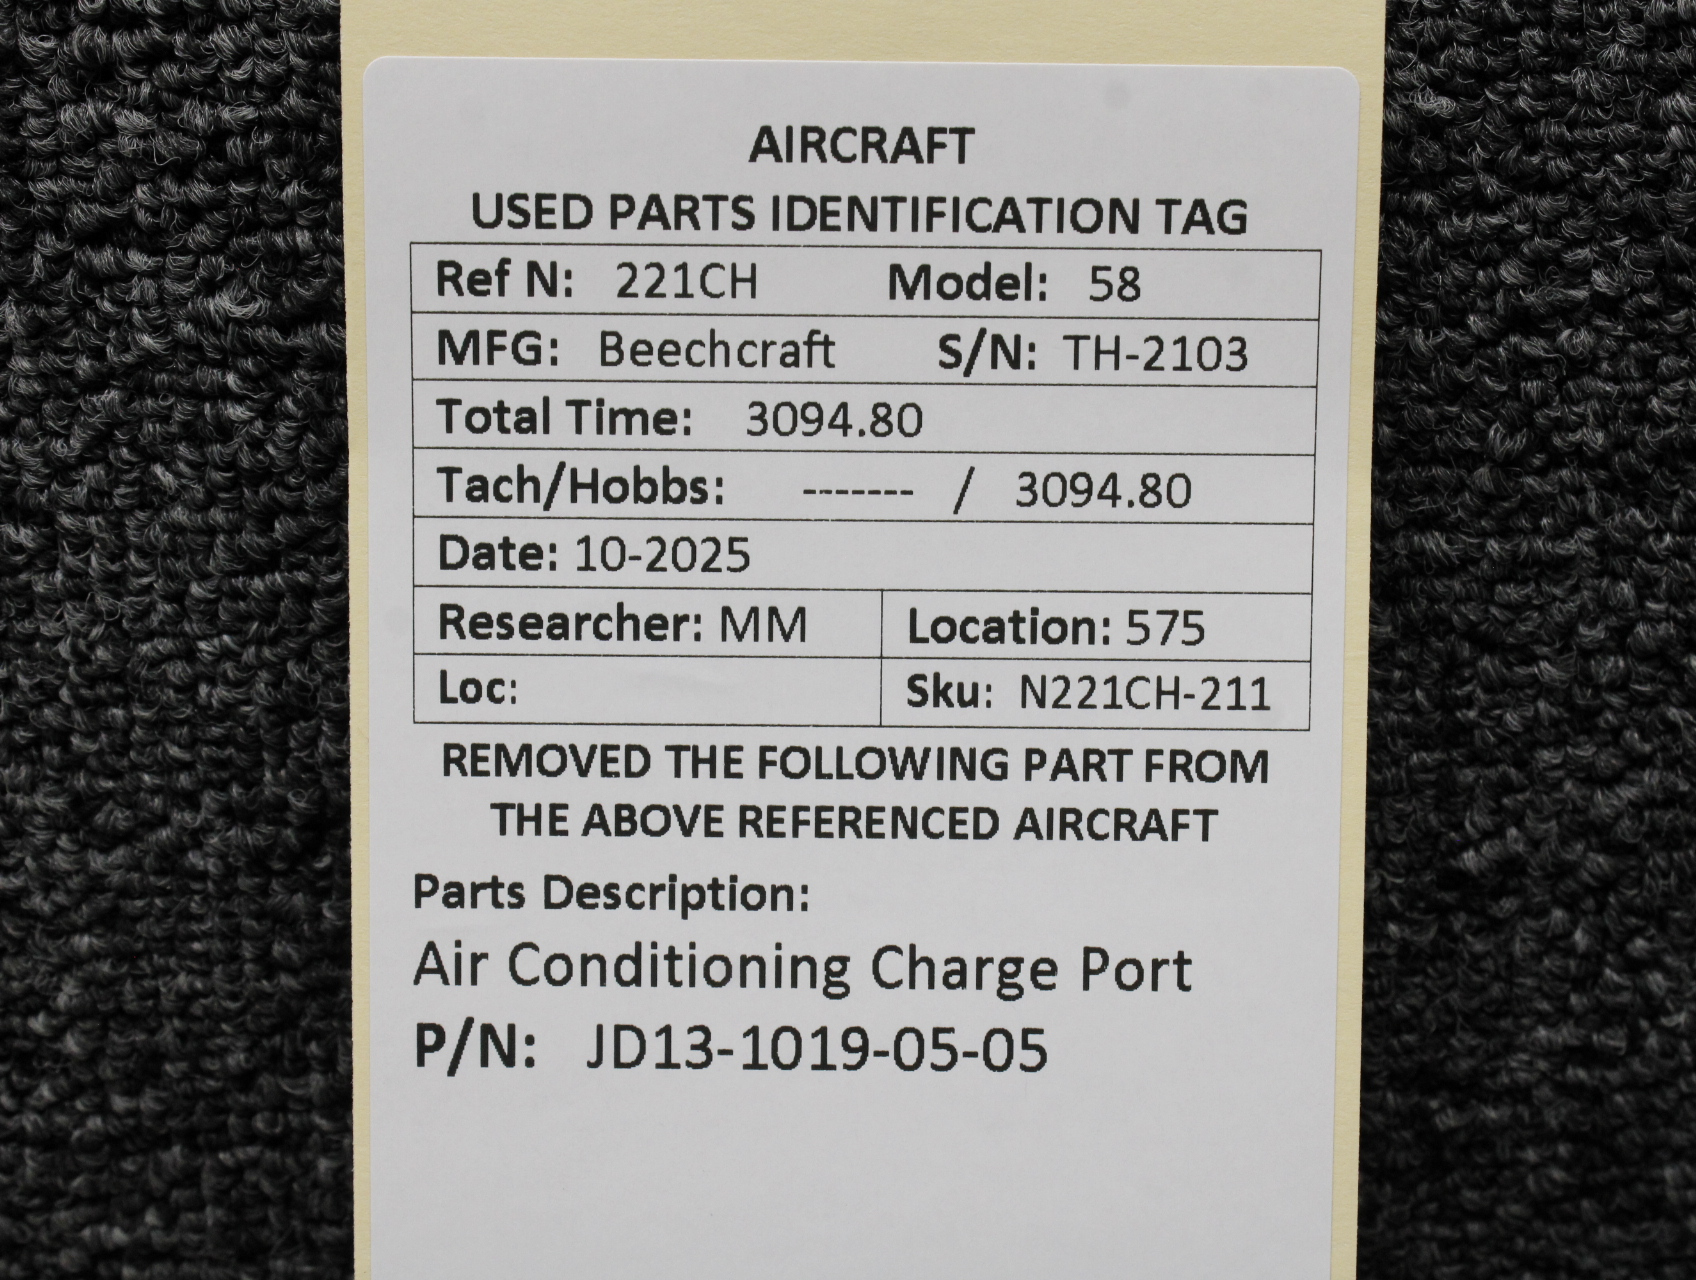 AIRCRAFT
USED PARTS IDENTIFICATION TAG
Ref N: 221CH Model: 58
MFG: Beechcraft S/N: TH-2103
Total Time: 3094.80
Tach/Hobbs: ------- / 3094.80
Date: 10-2025
Researcher: MM Location: 575
Loc: Sku: N221CH-211
REMOVED THE FOLLOWING PART FROM
THE ABOVE REFERENCED AIRCRAFT
Parts Description:
Air Conditioning Charge Port
P/N: JD13-1019-05-05